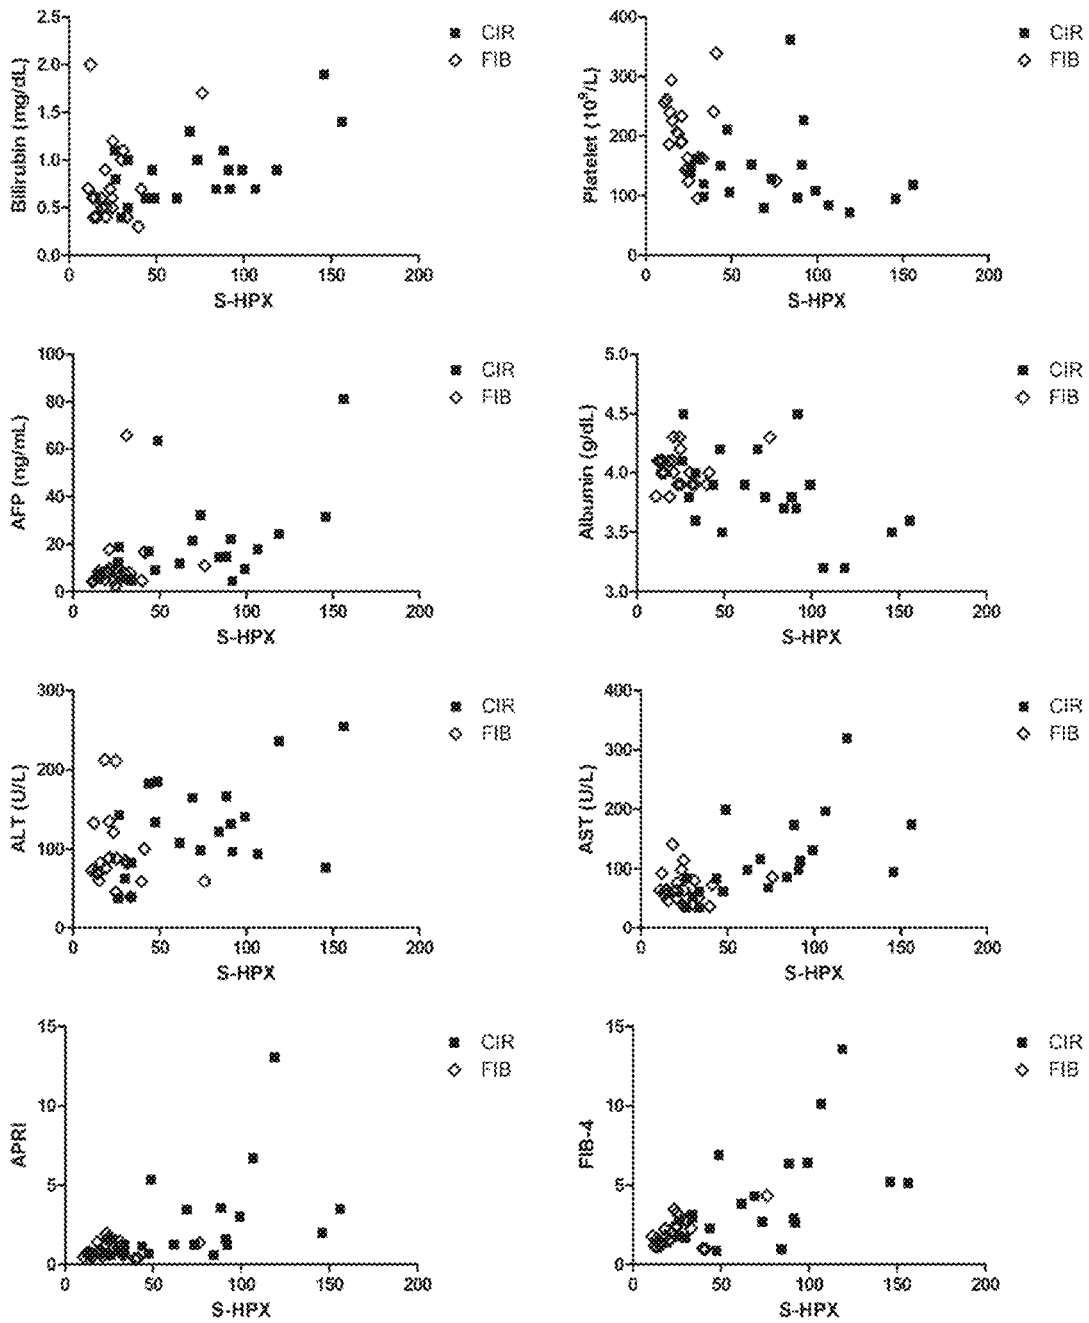 2.5 CIR 400 CIR
2.0 FIB 300 FIB
1.5
1.0 200
0.5 100
0.0 0
Bilirubin (mg/dL) Platelet (10⁹/L)
0 50 100 150 200 0 50 100 150 200
S-HPX S-HPX
100 CIR 5.0 CIR
80 FIB 4.5 FIB
60
40 4.0
20 3.5
0 3.0
AFP (ng/mL) Albumin (g/dL)
0 50 100 150 200 0 50 100 150 200
S-HPX S-HPX
300 CIR 400 CIR
FIB FIB
200 300
200
100 100
0 0
ALT (U/L) AST (U/L)
0 50 100 150 200 0 50 100 150 200
S-HPX S-HPX
15 CIR 15 CIR
FIB FIB
10 10
5 5
0 0
APRI FIB-4
0 50 100 150 200 0 50 100 150 200
S-HPX S-HPX